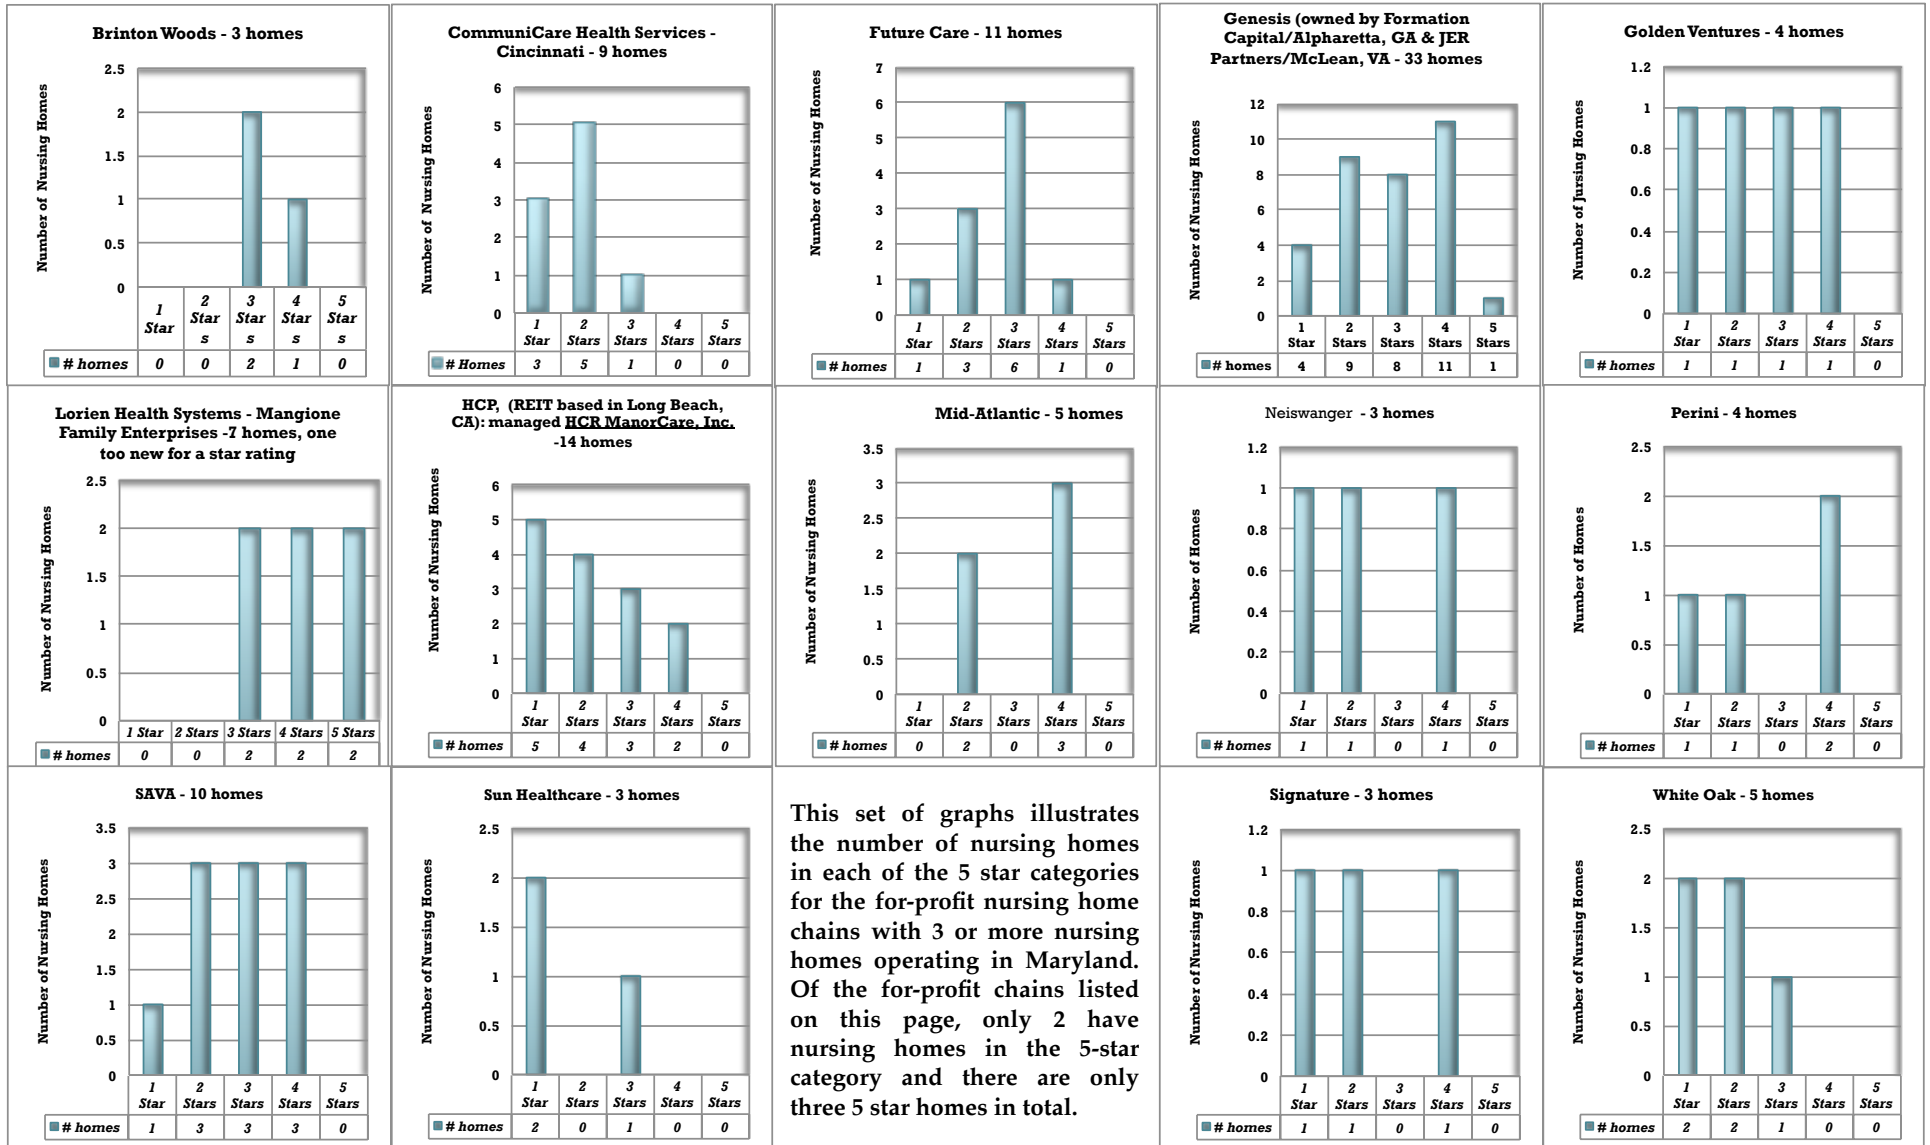 Brinton Woods - 3 homes
Number of Nursing Homes
2.5
2
1.5
1
0.5
0
1 Star
2 Star s
3 Star s
4 Star s
5 Star s
# homes 0 0 2 1 0
CommuniCare Health Services -
Cincinnati - 9 homes
Number of Nursing Homes
6
5
4
3
2
1
0
1 Star
2 Stars
3 Stars
4 Stars
5 Stars
# Homes 3 5 1 0 0
Future Care - 11 homes
Number of Nursing Homes
7
6
5
4
3
2
1
0
1 Star
2 Stars
3 Stars
4 Stars
5 Stars
# homes 1 3 6 1 0
Genesis (owned by Formation
Capital/Alpharetta, GA & JER
Partners/McLean, VA - 33 homes
Number of Nursing Homes
12
10
8
6
4
2
0
1 Star
2 Stars
3 Stars
4 Stars
5 Stars
# homes 4 9 8 11 1
Golden Ventures - 4 homes
Number of Jursing Homes
1.2
1
0.8
0.6
0.4
0.2
0
1 Star
2 Stars
3 Stars
4 Stars
5 Stars
# homes 1 1 1 1 0
Lorien Health Systems - Mangione
Family Enterprises -7 homes, one
too new for a star rating
Number of Nursing Homes
2.5
2
1.5
1
0.5
0
1 Star 2 Stars 3 Stars 4 Stars 5 Stars
# homes 0 0 2 2 2
HCP, (REIT based in Long Beach,
CA): managed HCR ManorCare, Inc.
-14 homes
Number of Nursing Homes
6
5
4
3
2
1
0
1 Star
2 Stars
3 Stars
4 Stars
5 Stars
# homes 5 4 3 2 0
Mid-Atlantic - 5 homes
Number of Nursing Homes
3.5
3
2.5
2
1.5
1
0.5
0
1 Star
2 Stars
3 Stars
4 Stars
5 Stars
# homes 0 2 0 3 0
Neiswanger - 3 homes
Number of Homes
1.2
1
0.8
0.6
0.4
0.2
0
1 Star
2 Stars
3 Stars
4 Stars
5 Stars
# homes 1 1 0 1 0
Perini - 4 homes
Number of Homes
2.5
2
1.5
1
0.5
0
1 Star
2 Stars
3 Stars
4 Stars
5 Stars
# homes 1 1 0 2 0
SAVA - 10 homes
Number of Nursing Homes
3.5
3
2.5
2
1.5
1
0.5
0
1 Star
2 Stars
3 Stars
4 Stars
5 Stars
# homes 1 3 3 3 0
Sun Healthcare - 3 homes
Number of Nursing Homes
2.5
2
1.5
1
0.5
0
1 Star
2 Stars
3 Stars
4 Stars
5 Stars
# homes 2 0 1 0 0
This set of graphs illustrates
the number of nursing homes
in each of the 5 star categories
for the for-profit nursing home
chains with 3 or more nursing
homes operating in Maryland.
Of the for-profit chains listed
on this page, only 2 have
nursing homes in the 5-star
category and there are only
three 5 star homes in total.
Signature - 3 homes
Number of Nursing Homes
1.2
1
0.8
0.6
0.4
0.2
0
1 Star
2 Stars
3 Stars
4 Stars
5 Stars
# homes 1 1 0 1 0
White Oak - 5 homes
Number of Nursing Homes
2.5
2
1.5
1
0.5
0
1 Star
2 Stars
3 Stars
4 Stars
5 Stars
# homes 2 2 1 0 0